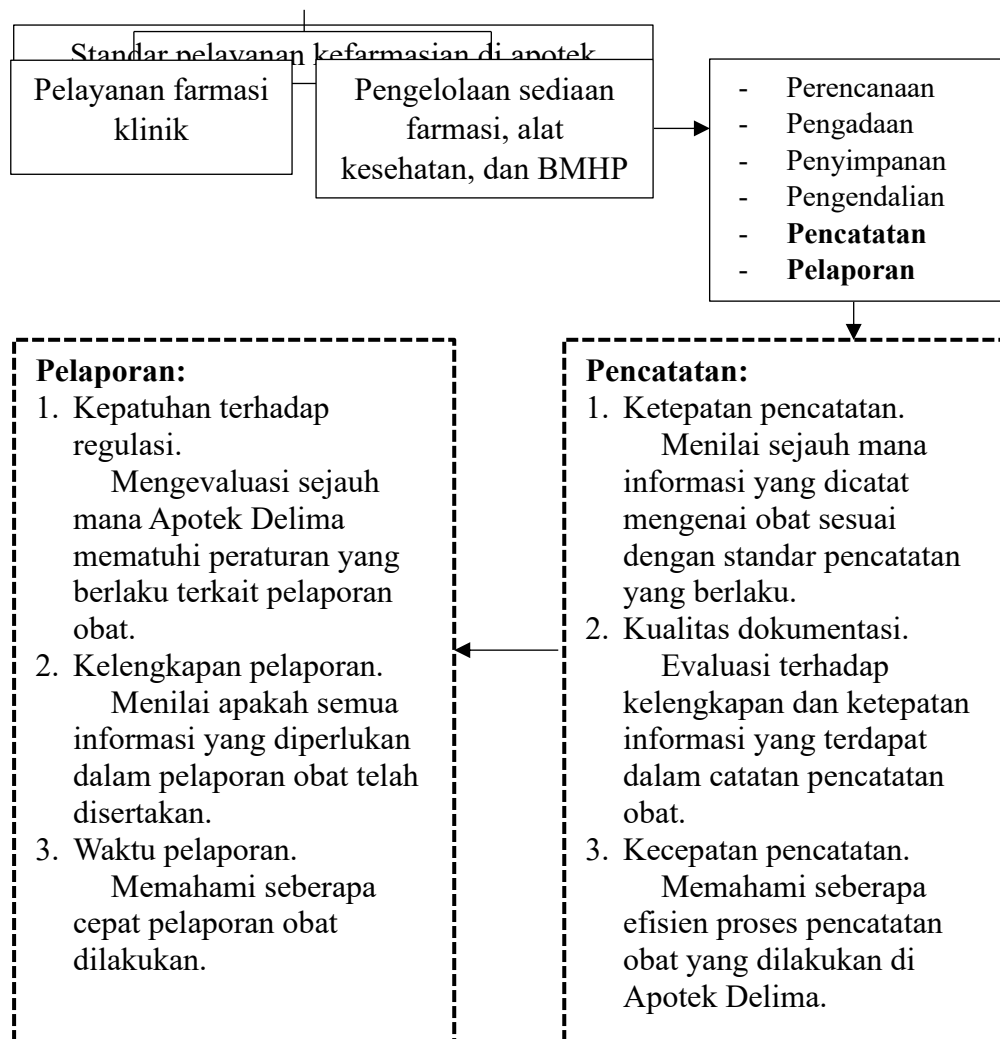 Standar pelayanan kefarmasian di apotek
Pelayanan farmasi
klinik
Pengelolaan sediaan
farmasi, alat
kesehatan, dan BMHP
- Perencanaan
- Pengadaan
- Penyimpanan
- Pengendalian
- Pencatatan
- Pelaporan
Pelaporan:
1. Kepatuhan terhadap
regulasi.
Mengevaluasi sejauh
mana Apotek Delima
mematuhi peraturan yang
berlaku terkait pelaporan
obat.
2. Kelengkapan pelaporan.
Menilai apakah semua
informasi yang diperlukan
dalam pelaporan obat telah
disertakan.
3. Waktu pelaporan.
Memahami seberapa
cepat pelaporan obat
dilakukan.
Pencatatan:
1. Ketepatan pencatatan.
Menilai sejauh mana
informasi yang dicatat
mengenai obat sesuai
dengan standar pencatatan
yang berlaku.
2. Kualitas dokumentasi.
Evaluasi terhadap
kelengkapan dan ketepatan
informasi yang terdapat
dalam catatan pencatatan
obat.
3. Kecepatan pencatatan.
Memahami seberapa
efisien proses pencatatan
obat yang dilakukan di
Apotek Delima.